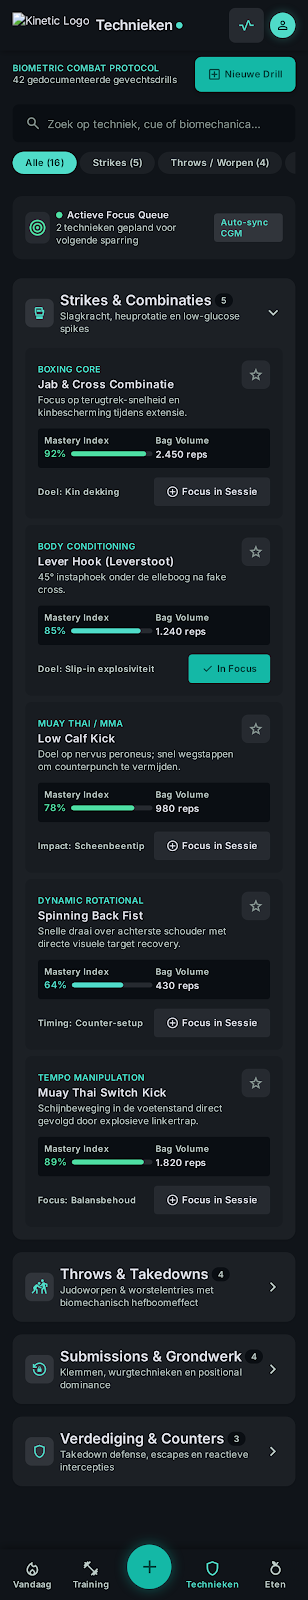 Kinetic Logo Technieken
BIOMETRIC COMBAT PROTOCOL
42 gedocumenteerde gevechtsdrills
Nieuwe Drill
Zoek op techniek, cue of biomechanica...
Alle (16) Strikes (5) Throws / Worpen (4)
Actieve Focus Queue
2 technieken gepland voor
volgende sparring
Auto-sync
CGM
Strikes & Combinaties 5
Slagkracht, heuprotatie en low-glucose
spikes
BOXING CORE
Jab & Cross Combinatie
Focus op terugtrek-snelheid en
kinbescherming tijdens extensie.
Mastery Index Bag Volume
92% 2.450 reps
Doel: Kin dekking Focus in Sessie
BODY CONDITIONING
Lever Hook (Leverstoot)
45° instaphoek onder de elleboog na fake
cross.
Mastery Index Bag Volume
85% 1.240 reps
Doel: Slip-in explosiviteit In Focus
MUAY THAI / MMA
Low Calf Kick
Doel op nervus peroneus; snel wegstappen
om counterpunch te vermijden.
Mastery Index Bag Volume
78% 980 reps
Impact: Scheenbeentip Focus in Sessie
DYNAMIC ROTATIONAL
Spinning Back Fist
Snelle draai over achterste schouder met
directe visuele target recovery.
Mastery Index Bag Volume
64% 430 reps
Timing: Counter-setup Focus in Sessie
TEMPO MANIPULATION
Muay Thai Switch Kick
Schijnbeweging in de voetenstand direct
gevolgd door explosieve linkertrap.
Mastery Index Bag Volume
89% 1.820 reps
Focus: Balansbehoud Focus in Sessie
Throws & Takedowns 4
Judoworpen & worstelentries met
biomechanisch hefboomeffect
Submissions & Grondwerk 4
Klemmen, wurgtechnieken en positional
dominance
Verdediging & Counters 3
Takedown defense, escapes en reactieve
intercepties
Vandaag Training Technieken Eten